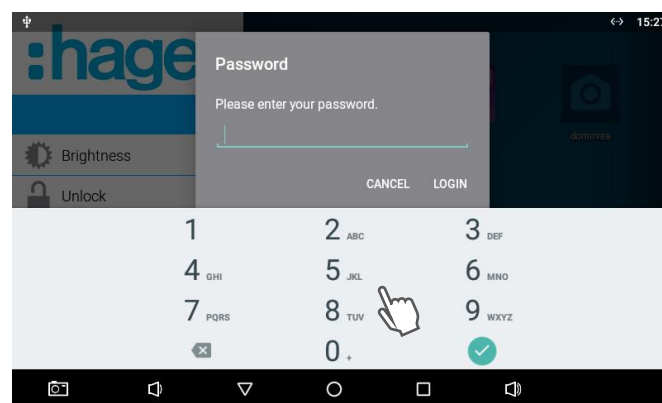 15:27
:hage
Password
Please enter your password.
domovea
Brightness
CANCEL LOGIN
Unlock
1 2 ABC 3 DEF
4 GHI 5 JKL 6 MNO
7 PQRS 8 TUV 9 WXYZ
0 +